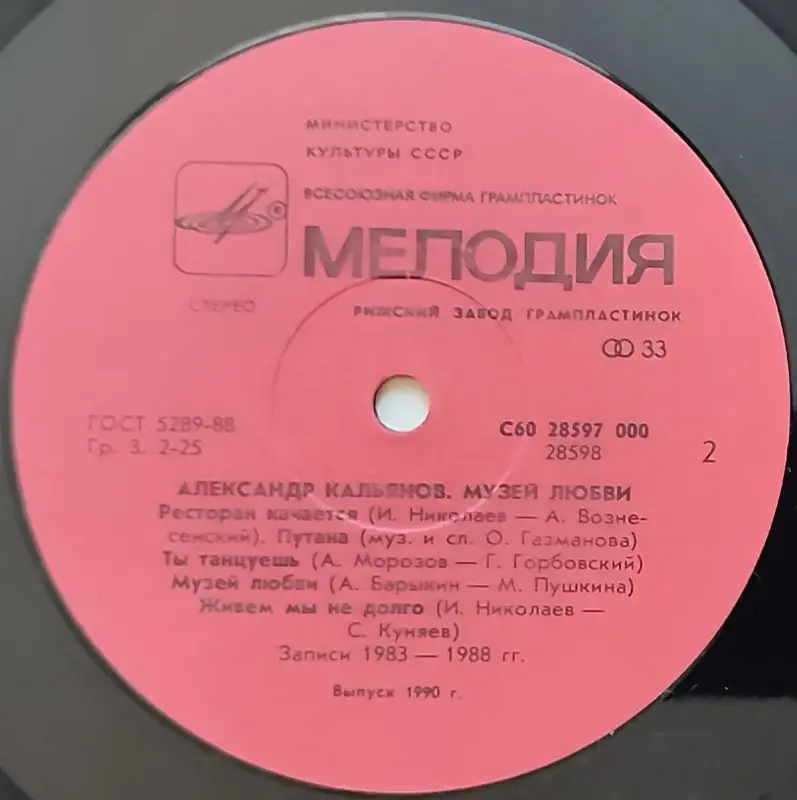 МИНИСТЕРСТВО
КУЛЬТУРЫ СССР
ВСЕСОЮЗНАЯ ФИРМА ГРАМПЛАСТИНОК
®
МЕЛОДИЯ
СТЕРЕО
РИЖСКИЙ ЗАВОД ГРАМПЛАСТИНОК
33
ГОСТ 5289-88
Гр. 3. 2-25
С60 28597 000
28598
2
АЛЕКСАНДР КАЛЬЯНОВ. МУЗЕЙ ЛЮБВИ
Ресторан качается (И. Николаев — А. Возне-
сенский). Путана (муз. и сл. О. Газманова)
Ты танцуешь (А. Морозов — Г. Горбовский)
Музей любви (А. Барыкин — М. Пушкина)
Живем мы не долго (И. Николаев —
С. Куняев)
Записи 1983 — 1988 гг.
Выпуск 1990 г.